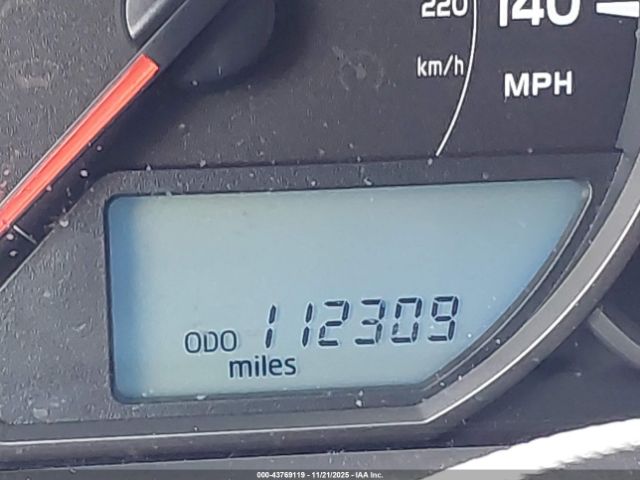 220 140
km/h
MPH
ODO 112309
miles
000-43769119 - 11/21/2025 - IAA Inc.